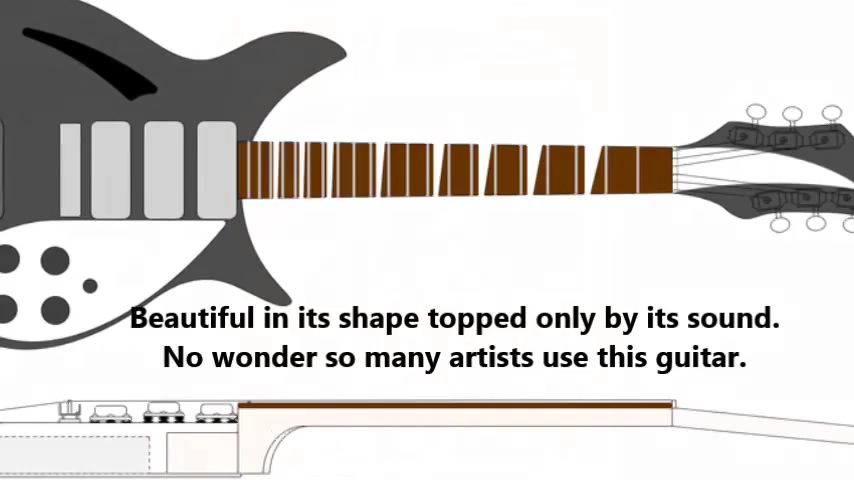 Beautiful in its shape topped only by its sound.
No wonder so many artists use this guitar.